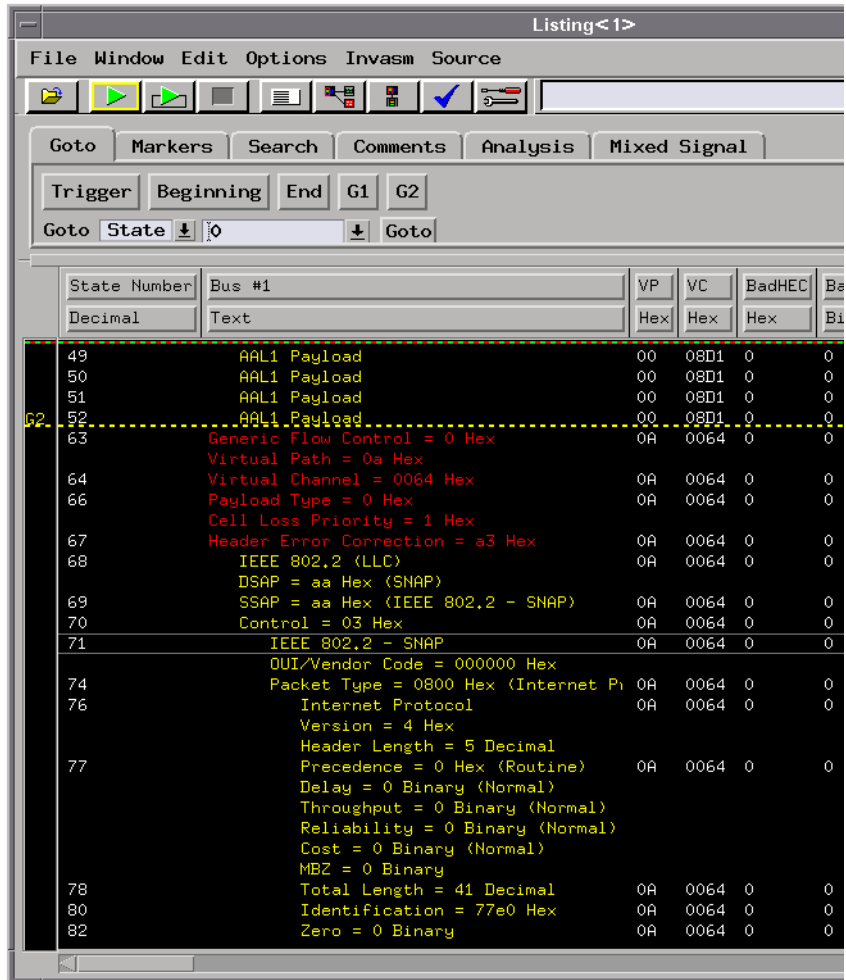 Listing<1>
File Window Edit Options Invasm Source
Goto Markers Search Comments Analysis Mixed Signal
Trigger Beginning End G1 G2
Goto State 0 Goto
State Number Bus #1 VP VC BadHEC Ba
Decimal Text Hex Hex Hex Bi
49 AAL1 Payload 00 08D1 0 0
50 AAL1 Payload 00 08D1 0 0
51 AAL1 Payload 00 08D1 0 0
G2 52 AAL1 Payload 00 08D1 0 0
63 Generic Flow Control = 0 Hex 0A 0064 0 0
Virtual Path = 0a Hex
64 Virtual Channel = 0064 Hex 0A 0064 0 0
66 Payload Type = 0 Hex 0A 0064 0 0
Cell Loss Priority = 1 Hex
67 Header Error Correction = a3 Hex 0A 0064 0 0
68 IEEE 802.2 (LLC) 0A 0064 0 0
DSAP = aa Hex (SNAP)
69 SSAP = aa Hex (IEEE 802.2 - SNAP) 0A 0064 0 0
70 Control = 03 Hex 0A 0064 0 0
71 IEEE 802.2 - SNAP 0A 0064 0 0
OUI/Vendor Code = 000000 Hex
74 Packet Type = 0800 Hex (Internet Pr 0A 0064 0 0
76 Internet Protocol 0A 0064 0 0
Version = 4 Hex
Header Length = 5 Decimal
77 Precedence = 0 Hex (Routine) 0A 0064 0 0
Delay = 0 Binary (Normal)
Throughput = 0 Binary (Normal)
Reliability = 0 Binary (Normal)
Cost = 0 Binary (Normal)
MBZ = 0 Binary
78 Total Length = 41 Decimal 0A 0064 0 0
80 Identification = 77e0 Hex 0A 0064 0 0
82 Zero = 0 Binary 0A 0064 0 0